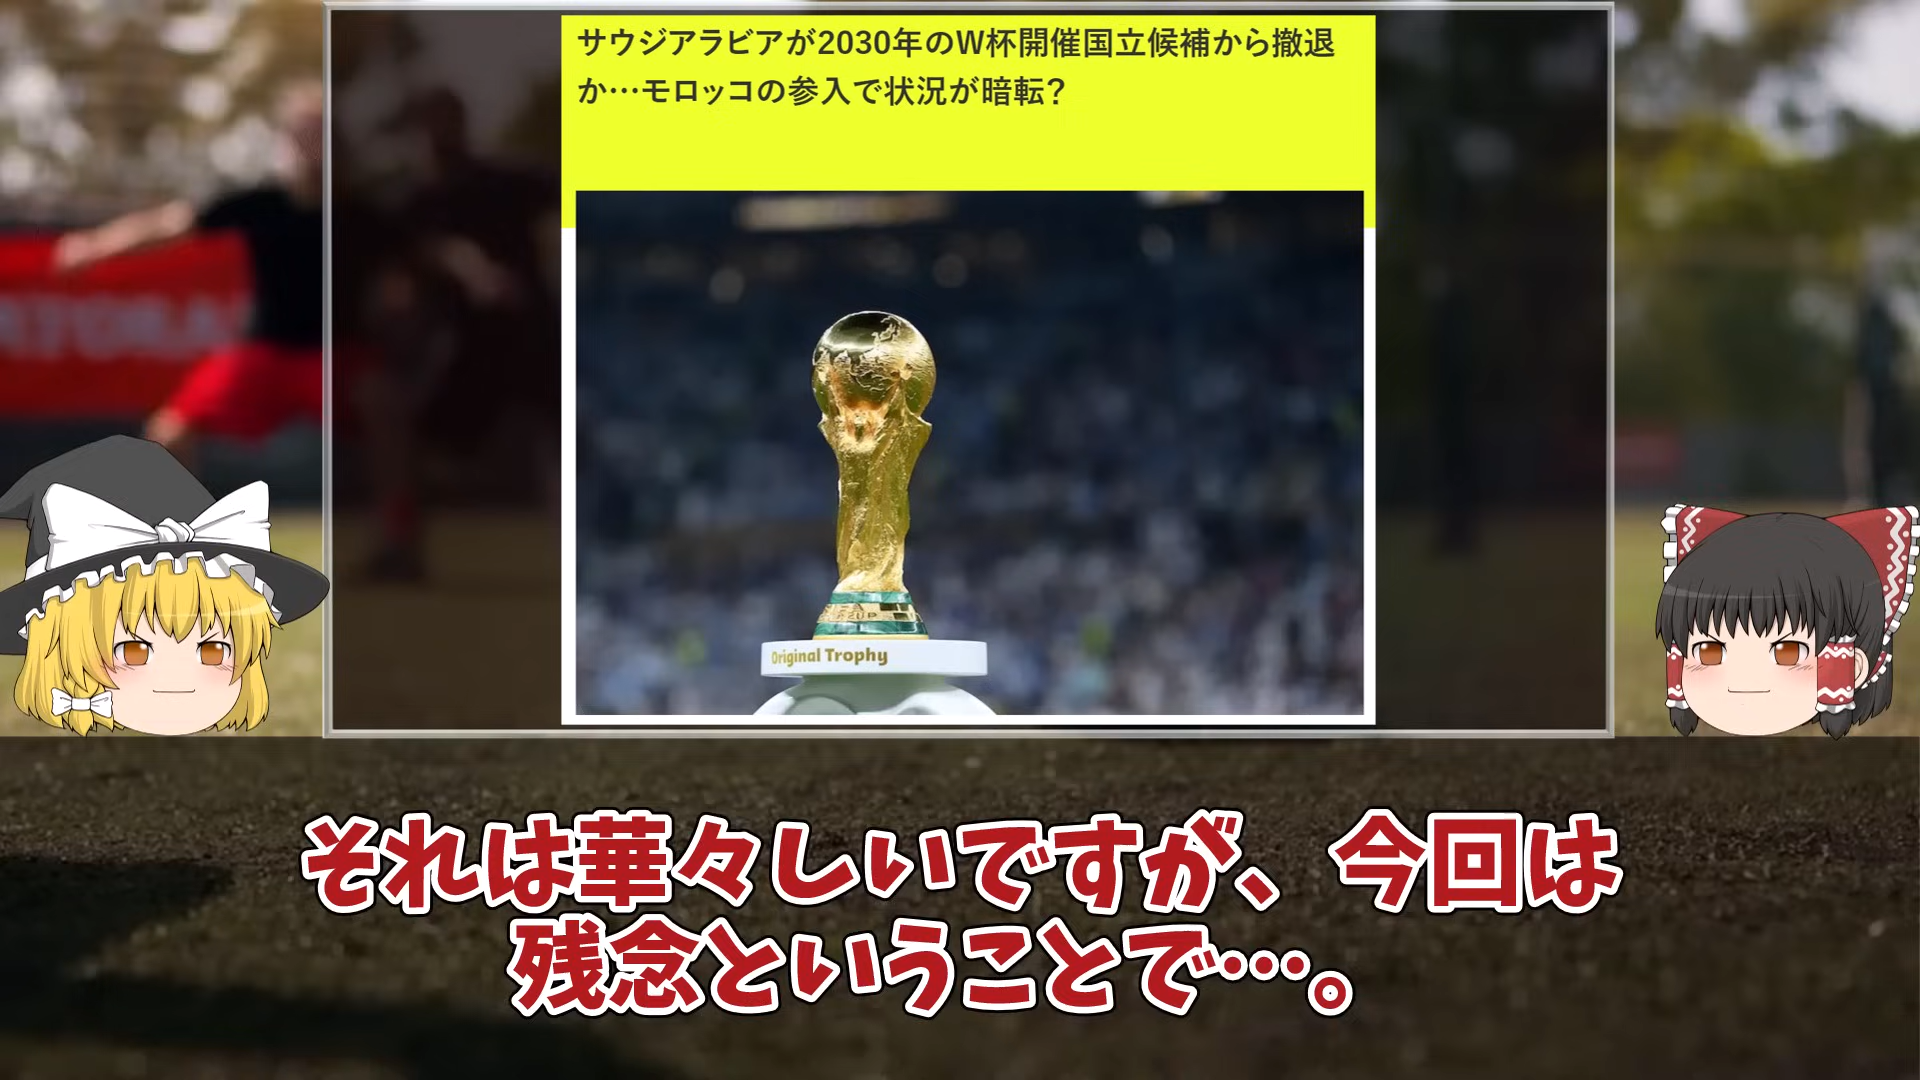 サウジアラビアが2030年のW杯開催国立候補から撤退
か…モロッコの参入で状況が暗転？
Original Trophy
それは華々しいですが、今回は
残念ということで…。